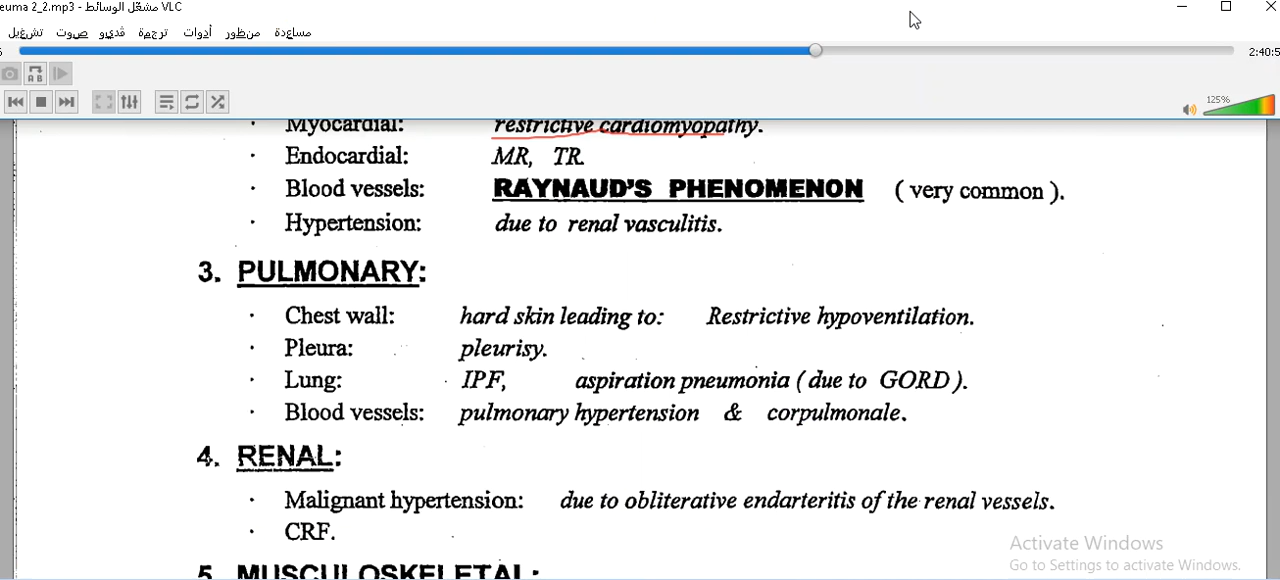 euma 2_2.mp3 - مشغّل الوسائط VLC
تشغيل صوت ڤديو ترجمة أدوات منظور مساعدة
2:40:5
125%
· Myocardial: restrictive cardiomyopathy.
· Endocardial: MR, TR.
· Blood vessels: RAYNAUD'S PHENOMENON ( very common ).
· Hypertension: due to renal vasculitis.
3. PULMONARY:
· Chest wall: hard skin leading to: Restrictive hypoventilation.
· Pleura: pleurisy.
· Lung: IPF, aspiration pneumonia ( due to GORD ).
· Blood vessels: pulmonary hypertension & corpulmonale.
4. RENAL:
· Malignant hypertension: due to obliterative endarteritis of the renal vessels.
· CRF.
Activate Windows
Go to Settings to activate Windows.
5. MUSCULOSKELETAL: